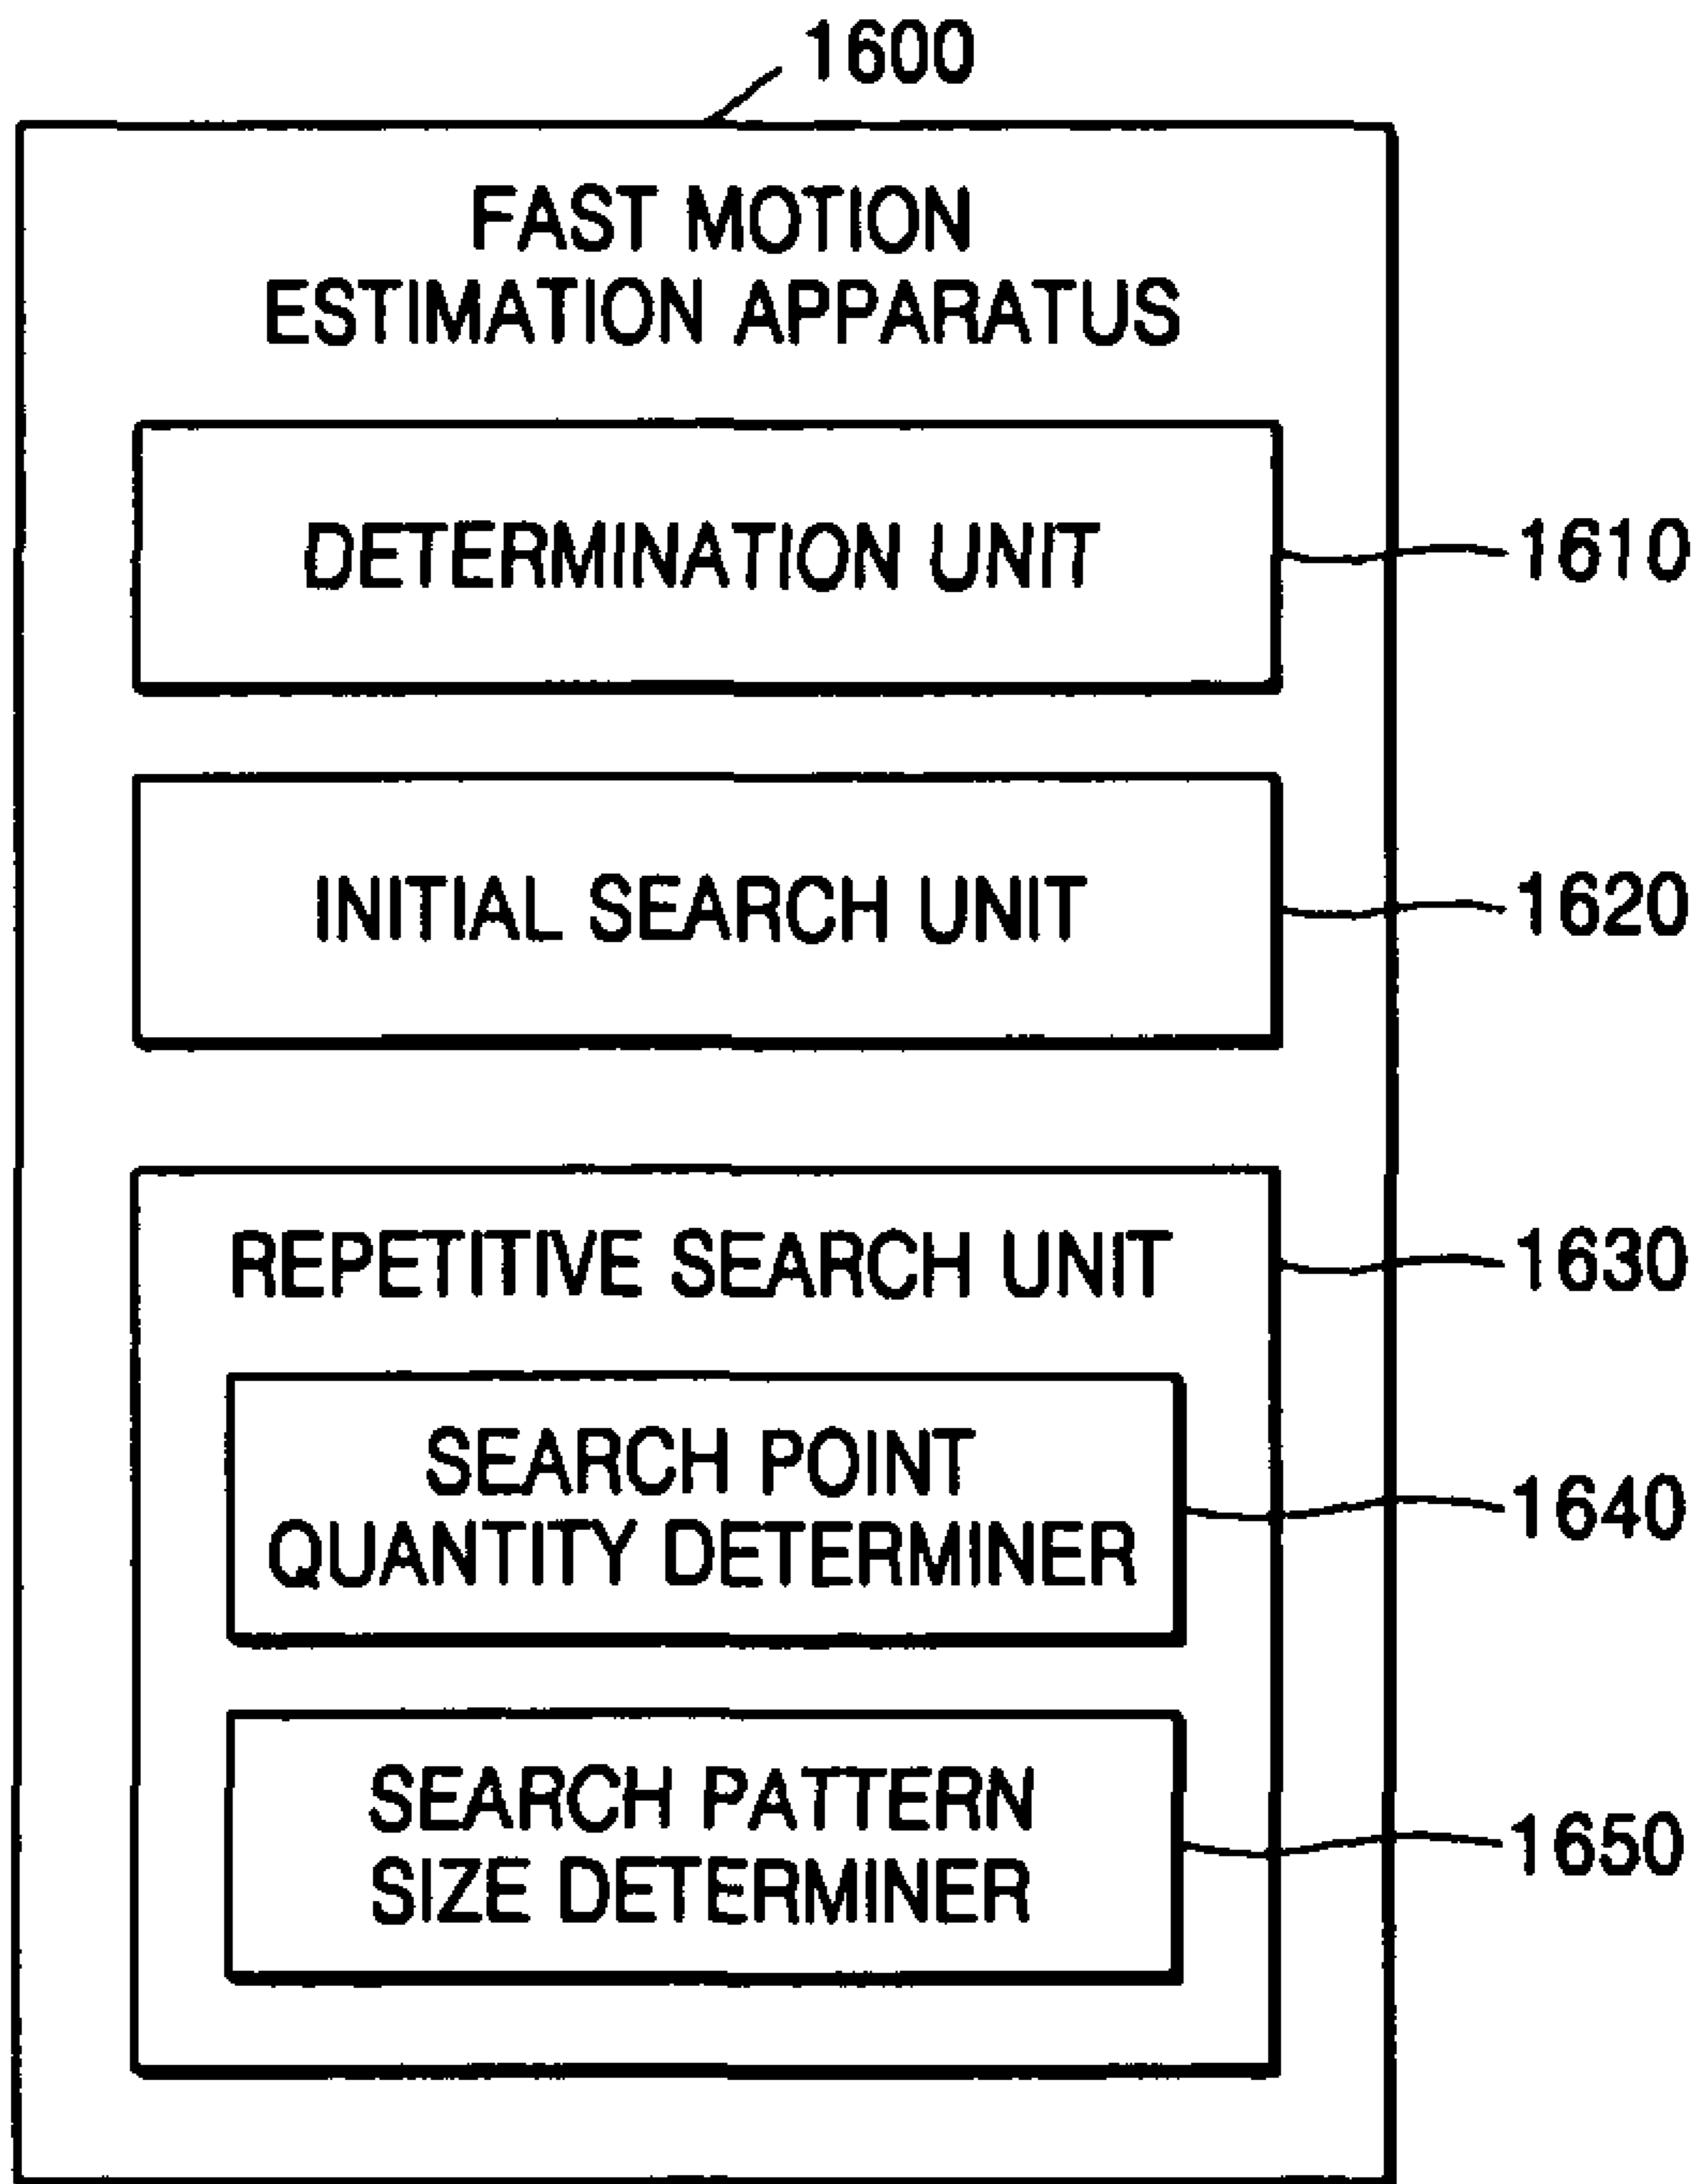 1600
FAST MOTION
ESTIMATION APPARATUS
DETERMINATION UNIT
1610
INITIAL SEARCH UNIT
1620
REPETITIVE SEARCH UNIT
1630
SEARCH POINT
QUANTITY DETERMINER
1640
SEARCH PATTERN
SIZE DETERMINER
1650